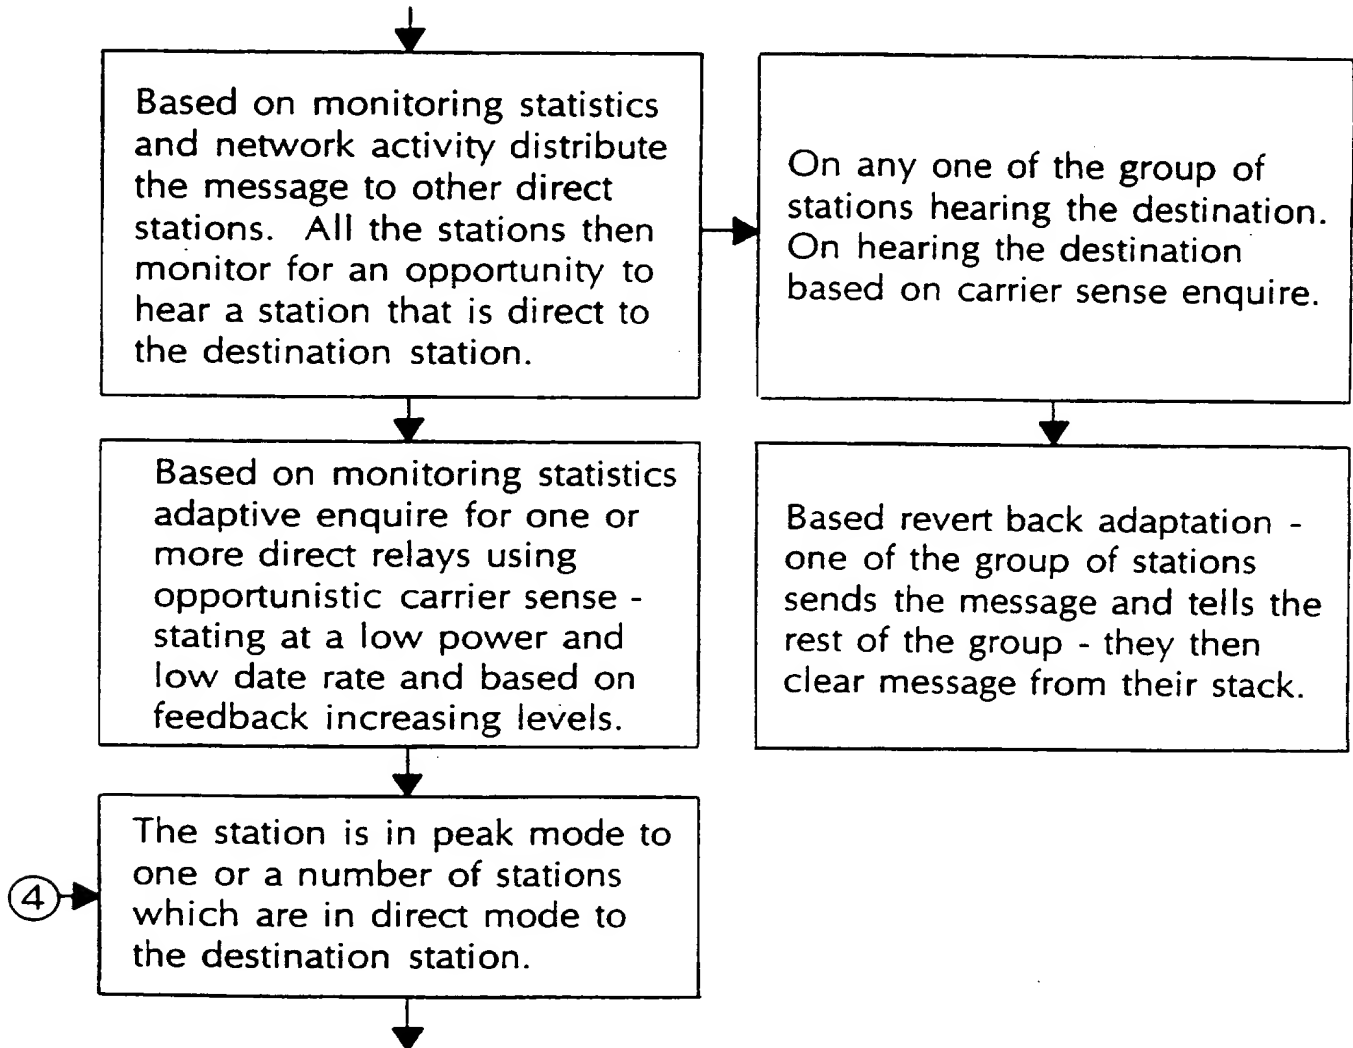 Based on monitoring statistics
and network activity distribute
the message to other direct
stations. All the stations then
monitor for an opportunity to
hear a station that is direct to
the destination station.
On any one of the group of
stations hearing the destination.
On hearing the destination
based on carrier sense enquire.
Based on monitoring statistics
adaptive enquire for one or
more direct relays using
opportunistic carrier sense -
stating at a low power and
low date rate and based on
feedback increasing levels.
Based revert back adaptation -
one of the group of stations
sends the message and tells the
rest of the group - they then
clear message from their stack.
4
The station is in peak mode to
one or a number of stations
which are in direct mode to
the destination station.